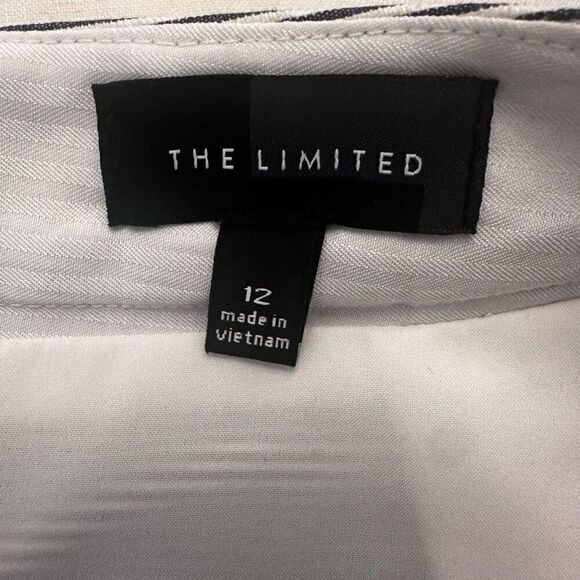 THE LIMITED
12
made in
vietnam